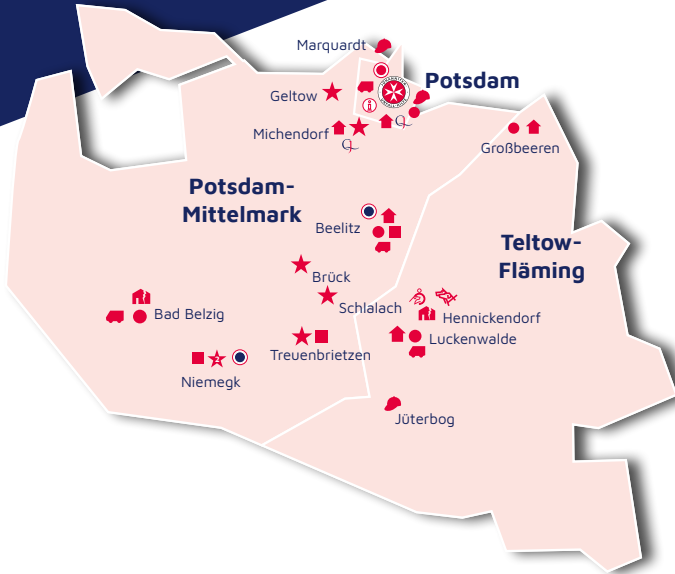 Marquardt
Potsdam
Geltow
Michendorf
Großbeeren
Potsdam-
Mittelmark
Beelitz
Teltow-
Fläming
Brück
Schlalach
Bad Belzig
Hennickendorf
Luckenwalde
Treuenbrietzen
2
Niemegk
Jüterbog